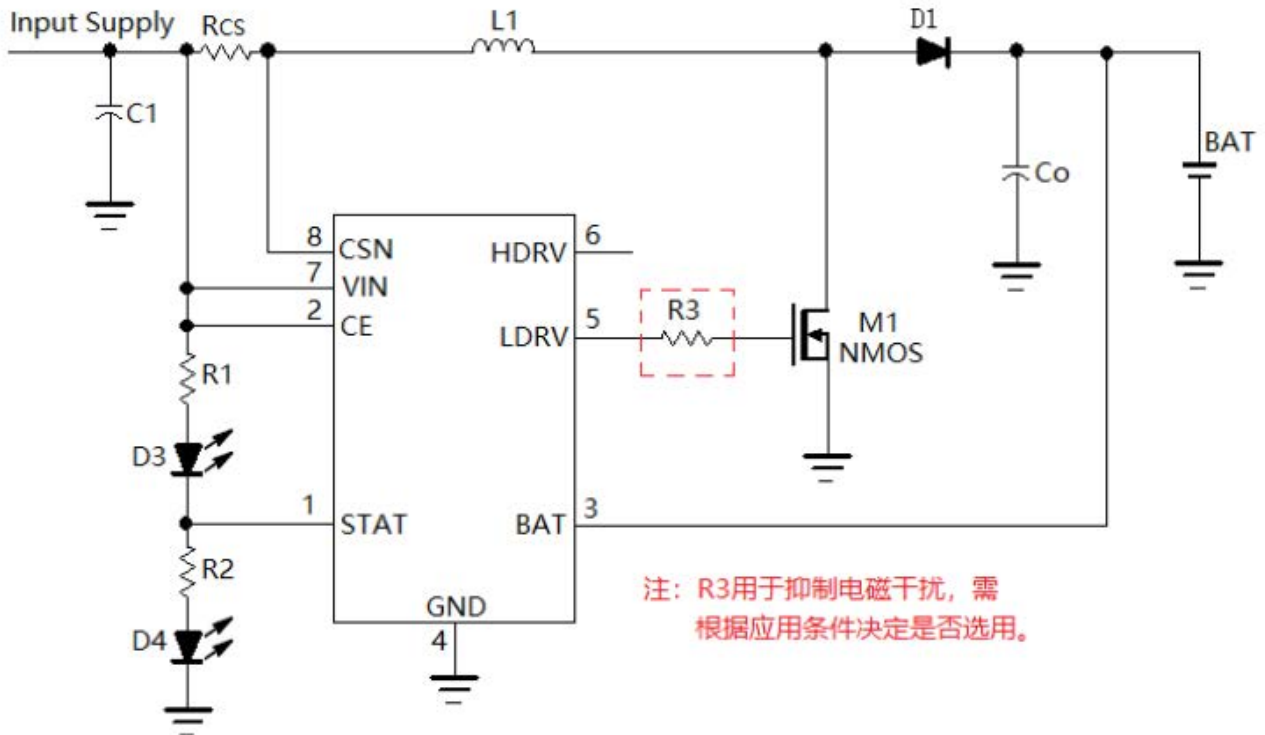 Input Supply
Rcs
L1
D1
C1
Co
BAT
8
CSN
HDRV
6
7
VIN
2
CE
R3
5
LDRV
M1
NMOS
R1
D3
1
STAT
BAT
3
R2
D4
GND
4
注：R3用于抑制电磁干扰，需
根据应用条件决定是否选用。